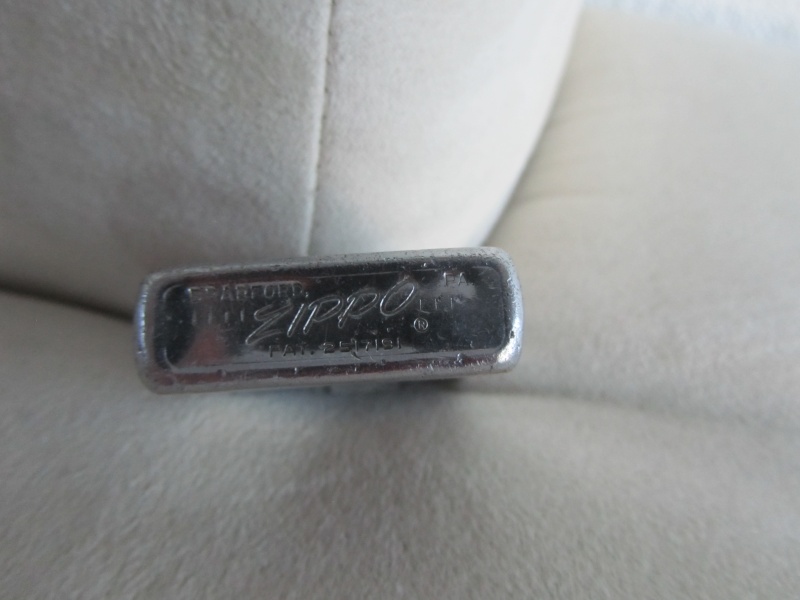 BRADFORD, PA.
ZIPPO ®
PAT. 2517191